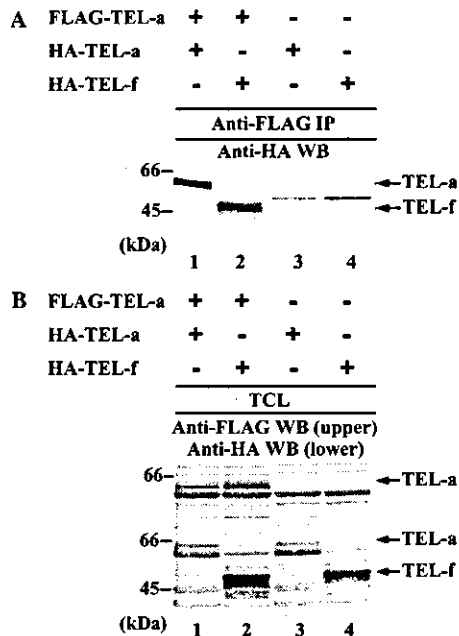 A FLAG-TEL-a + + - -
HA-TEL-a + - + -
HA-TEL-f - + - +
Anti-FLAG IP
Anti-HA WB
66 ←TEL-a
45 ←TEL-f
(kDa) 1 2 3 4
B FLAG-TEL-a + + - -
HA-TEL-a + - + -
HA-TEL-f - + - +
TCL
Anti-FLAG WB (upper)
Anti-HA WB (lower)
66 ←TEL-a
66 ←TEL-a
←TEL-f
45
(kDa) 1 2 3 4